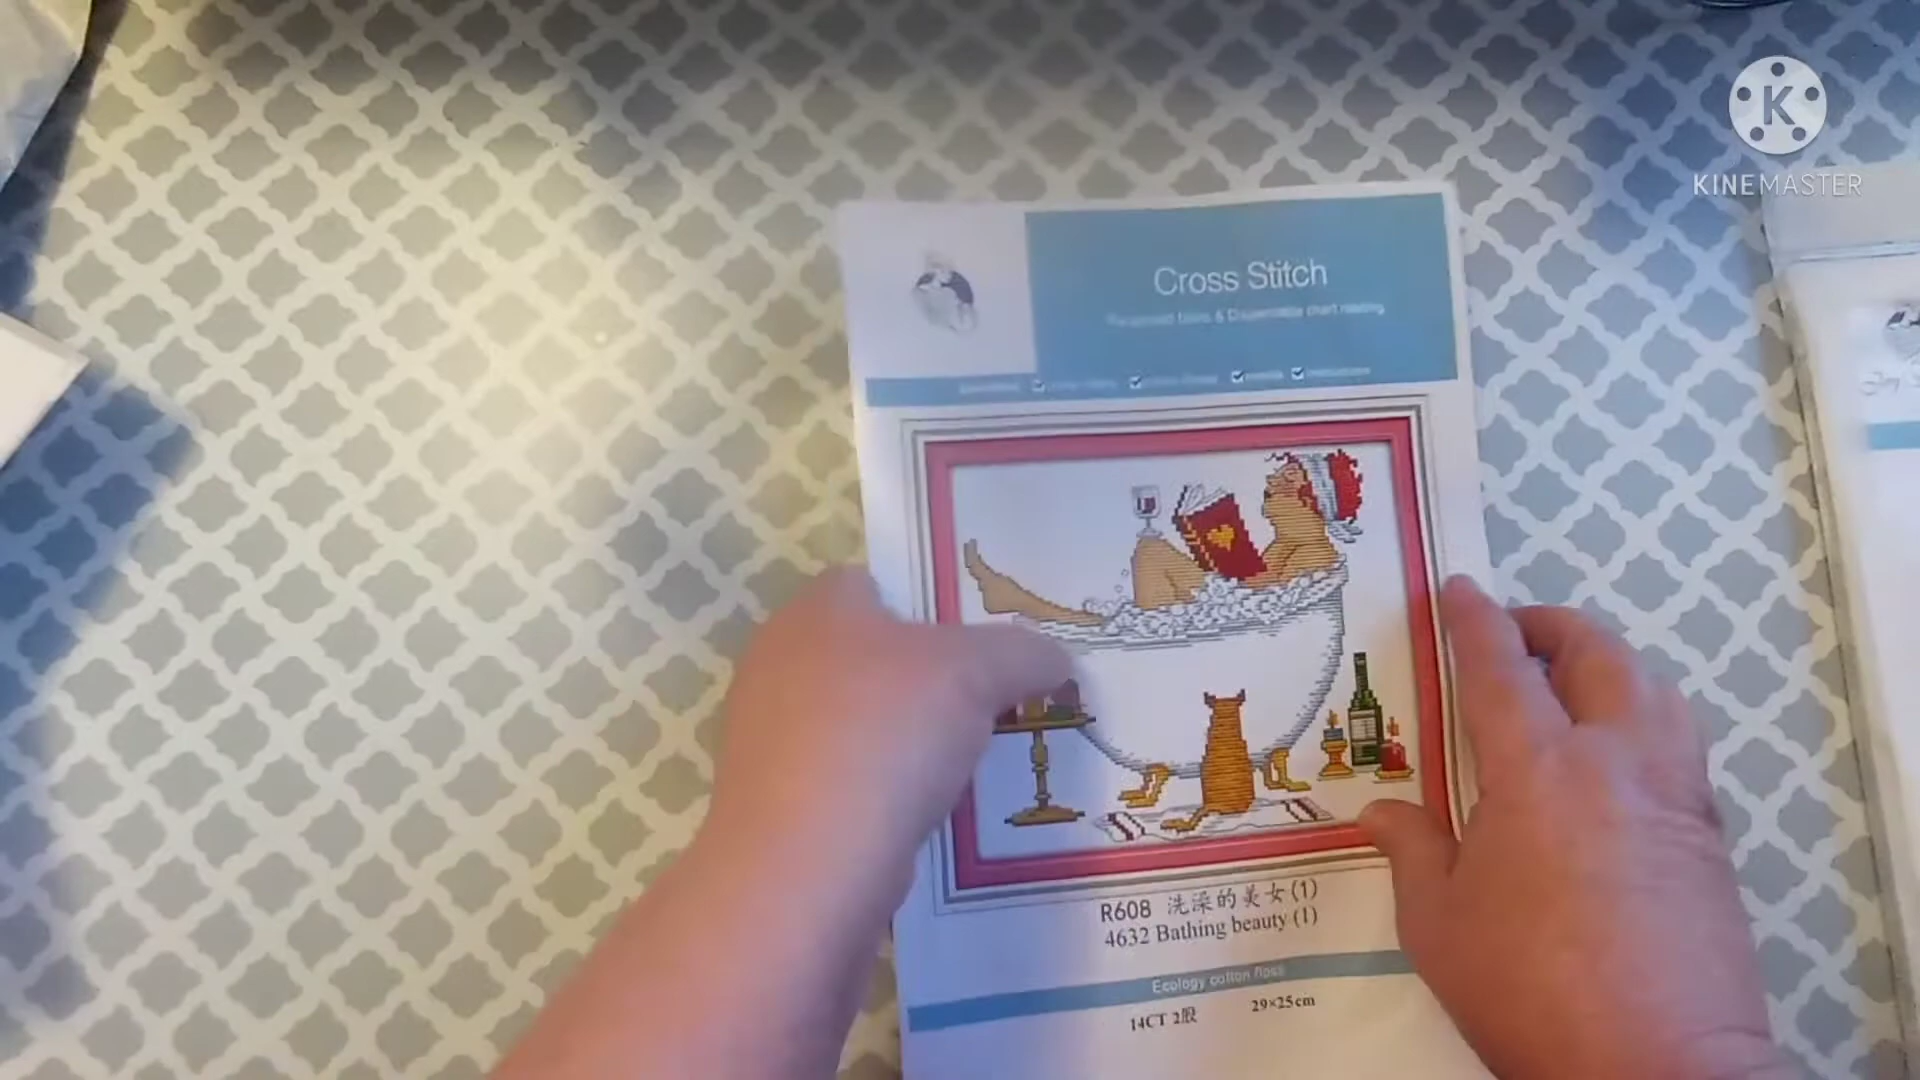 KINEMASTER
Cross Stitch
R608 洗澡的美女(1)
4632 Bathing beauty (1)
Ecology cotton floss
14CT 2股 29×25cm